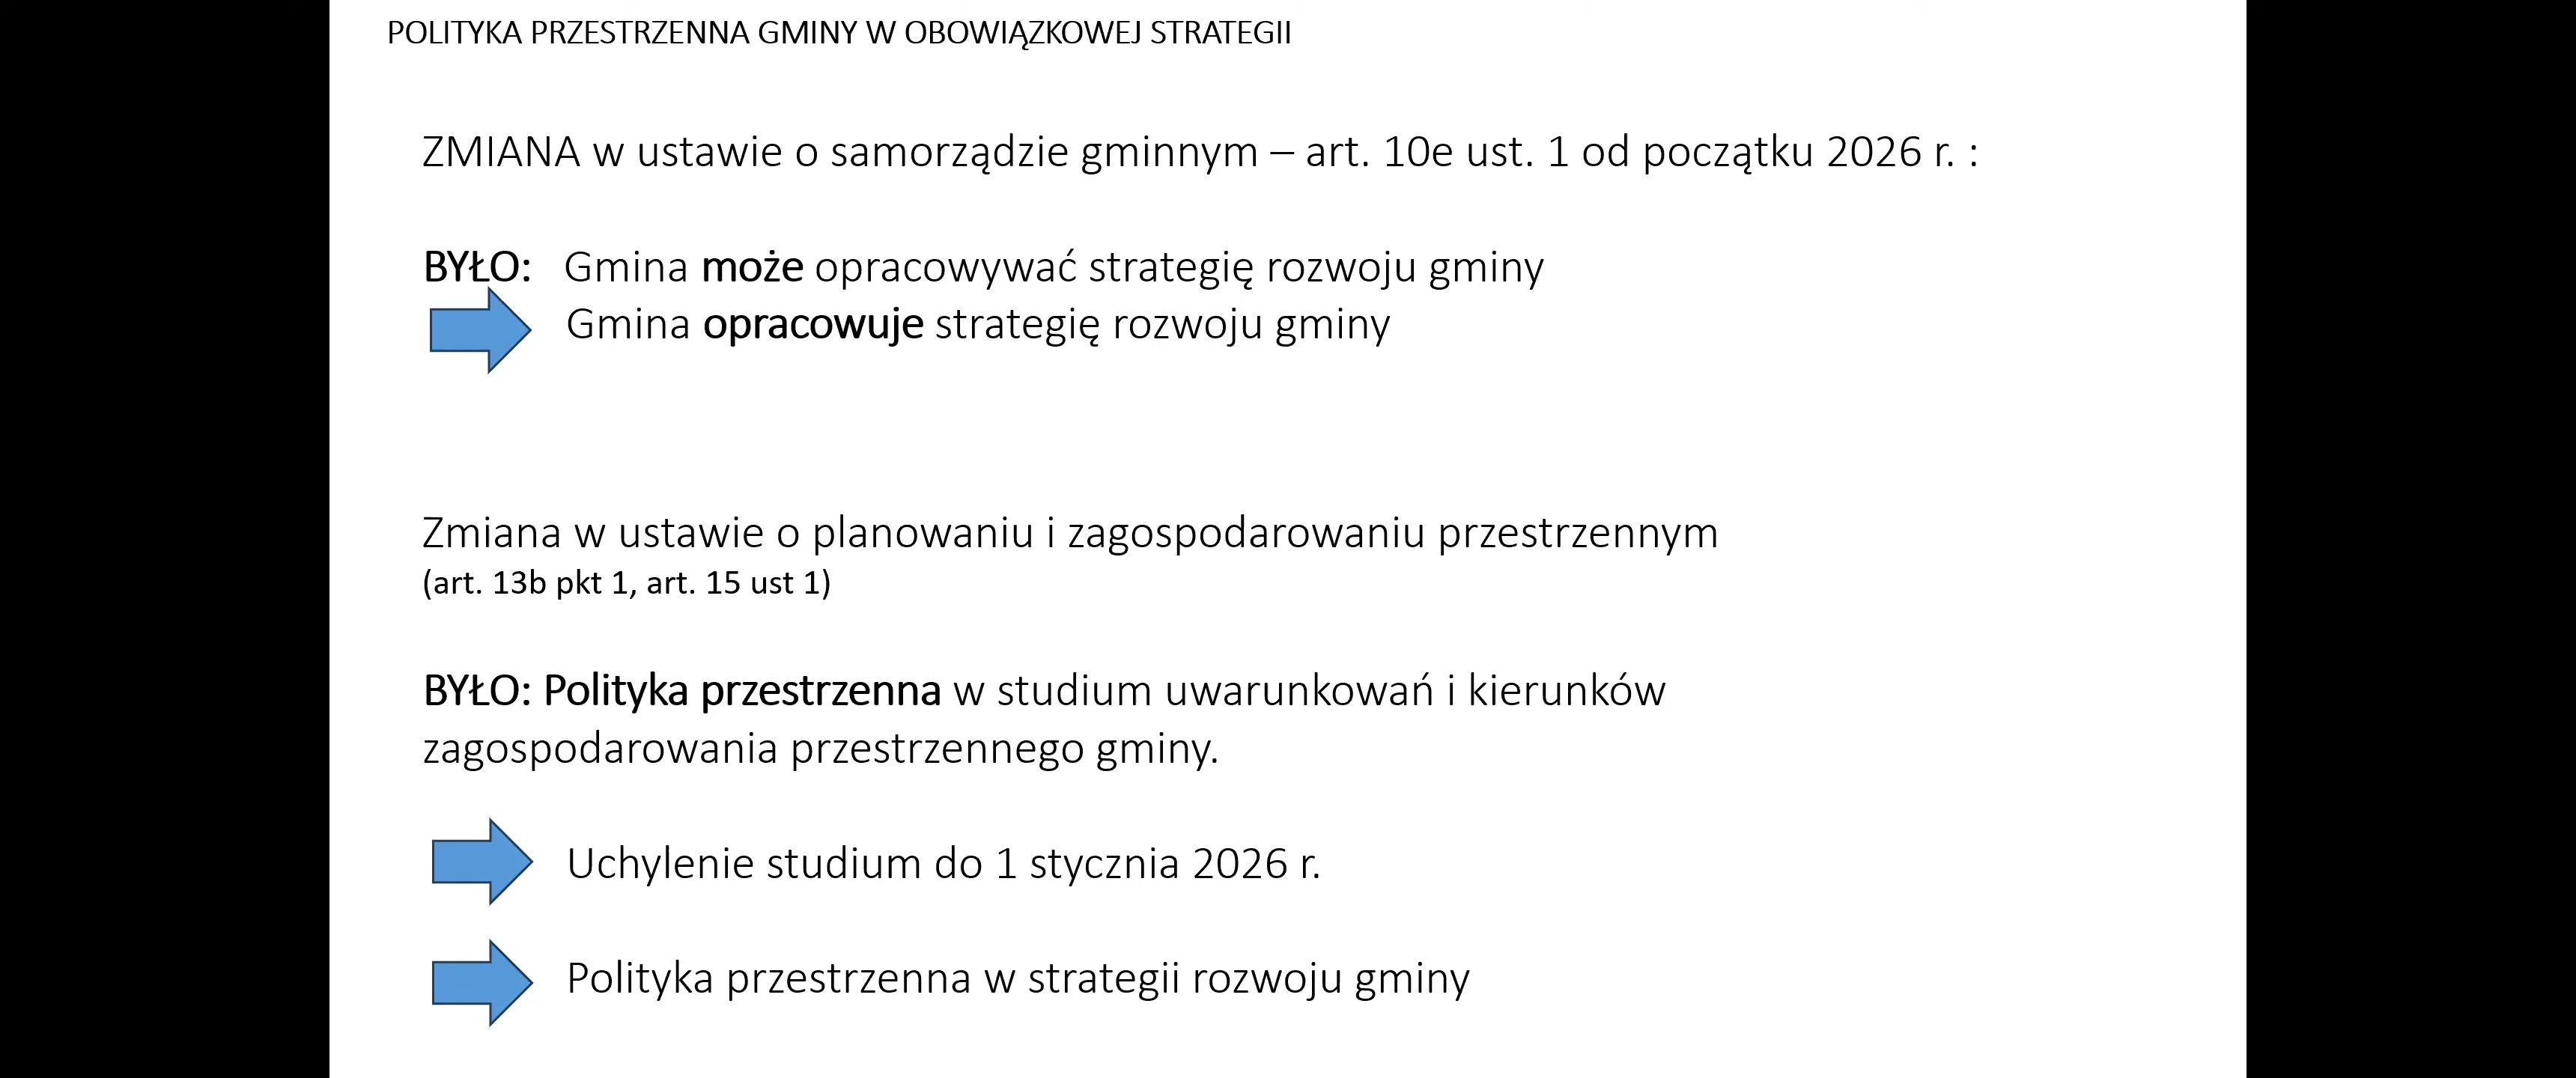 POLITYKA PRZESTRZENNA GMINY W OBOWIĄZKOWEJ STRATEGII
ZMIANA w ustawie o samorządzie gminnym – art. 10e ust. 1 od początku 2026 r. :
BYŁO: Gmina może opracowywać strategię rozwoju gminy
Gmina opracowuje strategię rozwoju gminy
Zmiana w ustawie o planowaniu i zagospodarowaniu przestrzennym
(art. 13b pkt 1, art. 15 ust 1)
BYŁO: Polityka przestrzenna w studium uwarunkowań i kierunków
zagospodarowania przestrzennego gminy.
Uchylenie studium do 1 stycznia 2026 r.
Polityka przestrzenna w strategii rozwoju gminy